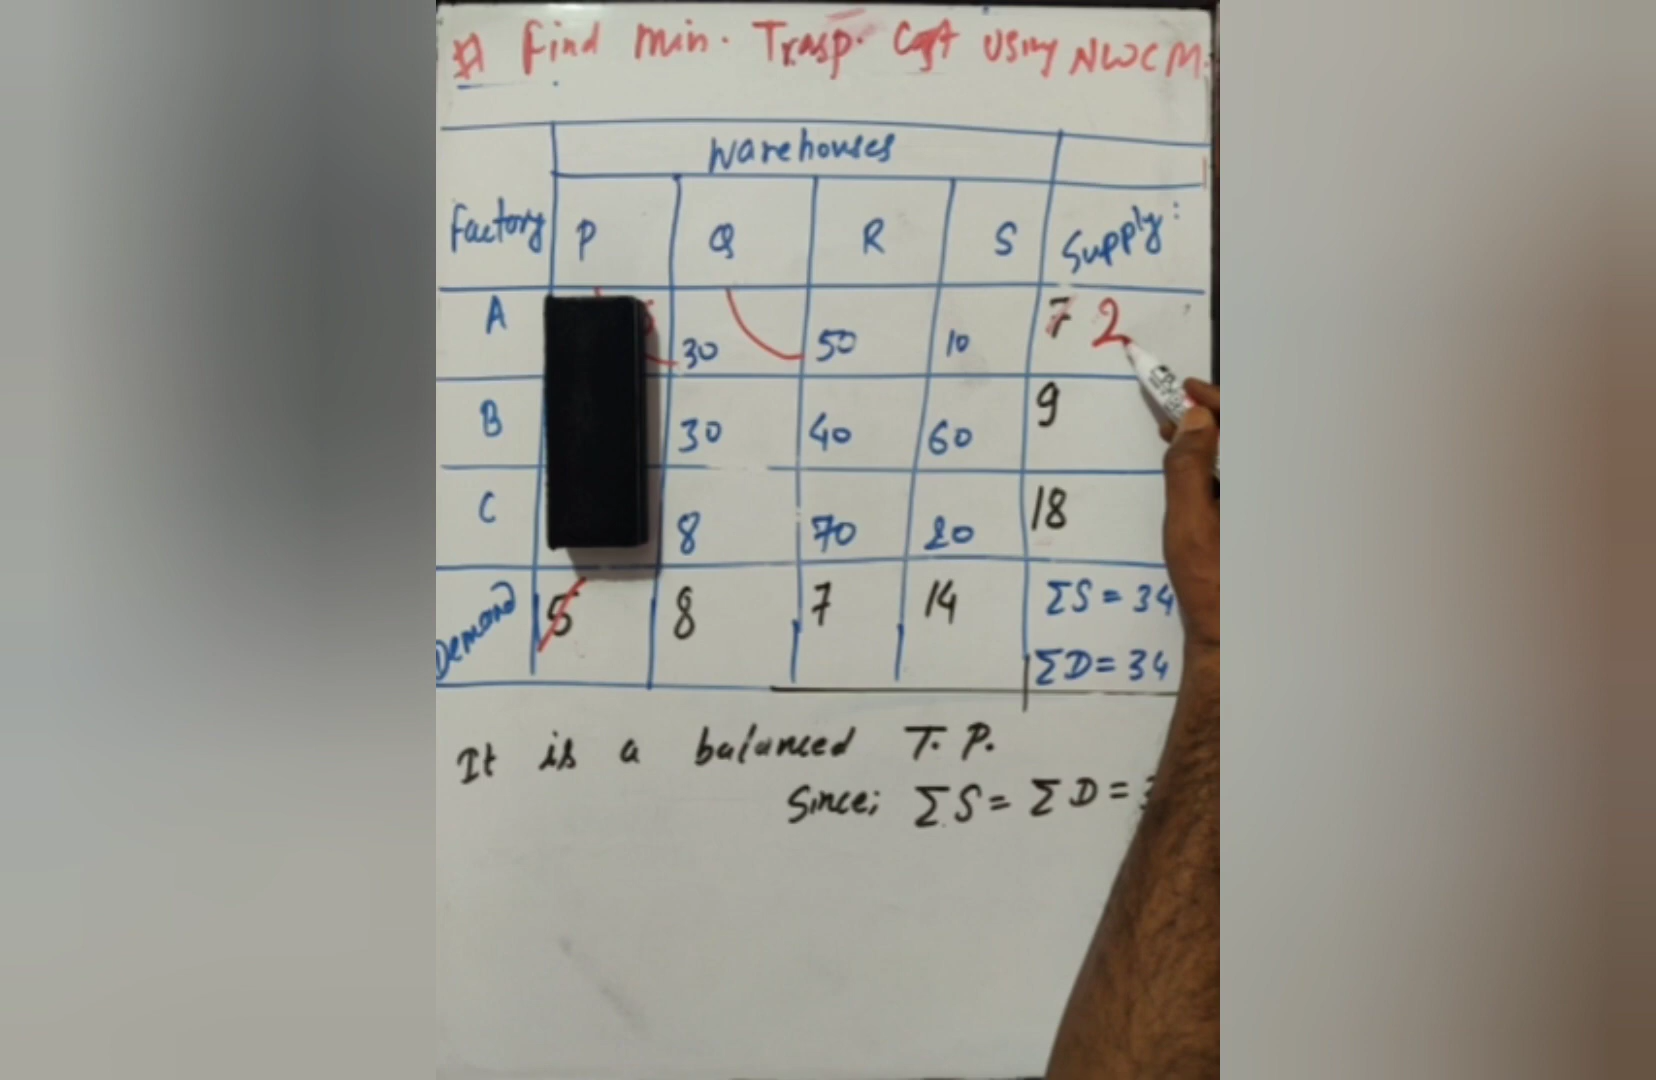 Find Min. Trasp. Cost Using NWCM.
Warehouses
Factory P Q R S Supply:
A 30 50 10 7 2
B 30 40 60 9
C 8 70 20 18
Demand 5 8 7 14 ΣS = 34
ΣD = 34
It is a balanced T. P.
Since; ΣS = ΣD =